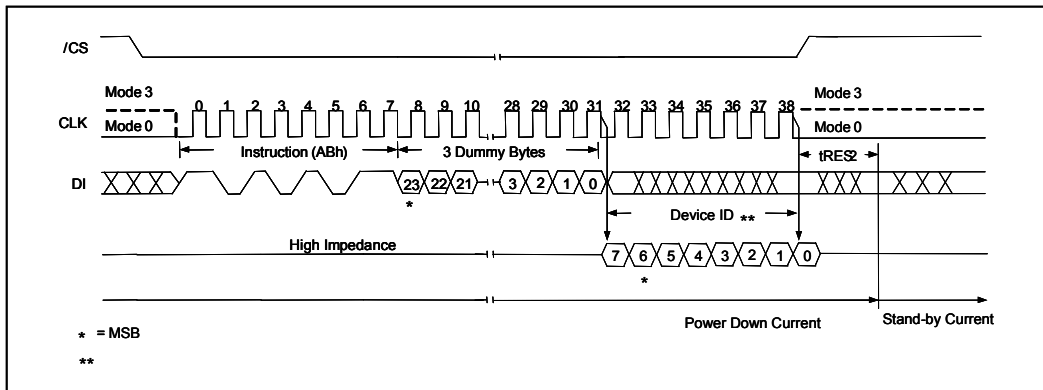 /CS
Mode 3
0 1 2 3 4 5 6 7 8 9 10 28 29 30 31 32 33 34 35 36 37 38
Mode 3
CLK
Mode 0
Mode 0
Instruction (ABh)
3 Dummy Bytes
tRES2
DI
23 22 21 3 2 1 0
*
Device ID **
High Impedance
7 6 5 4 3 2 1 0
*
Power Down Current
Stand-by Current
* = MSB
**